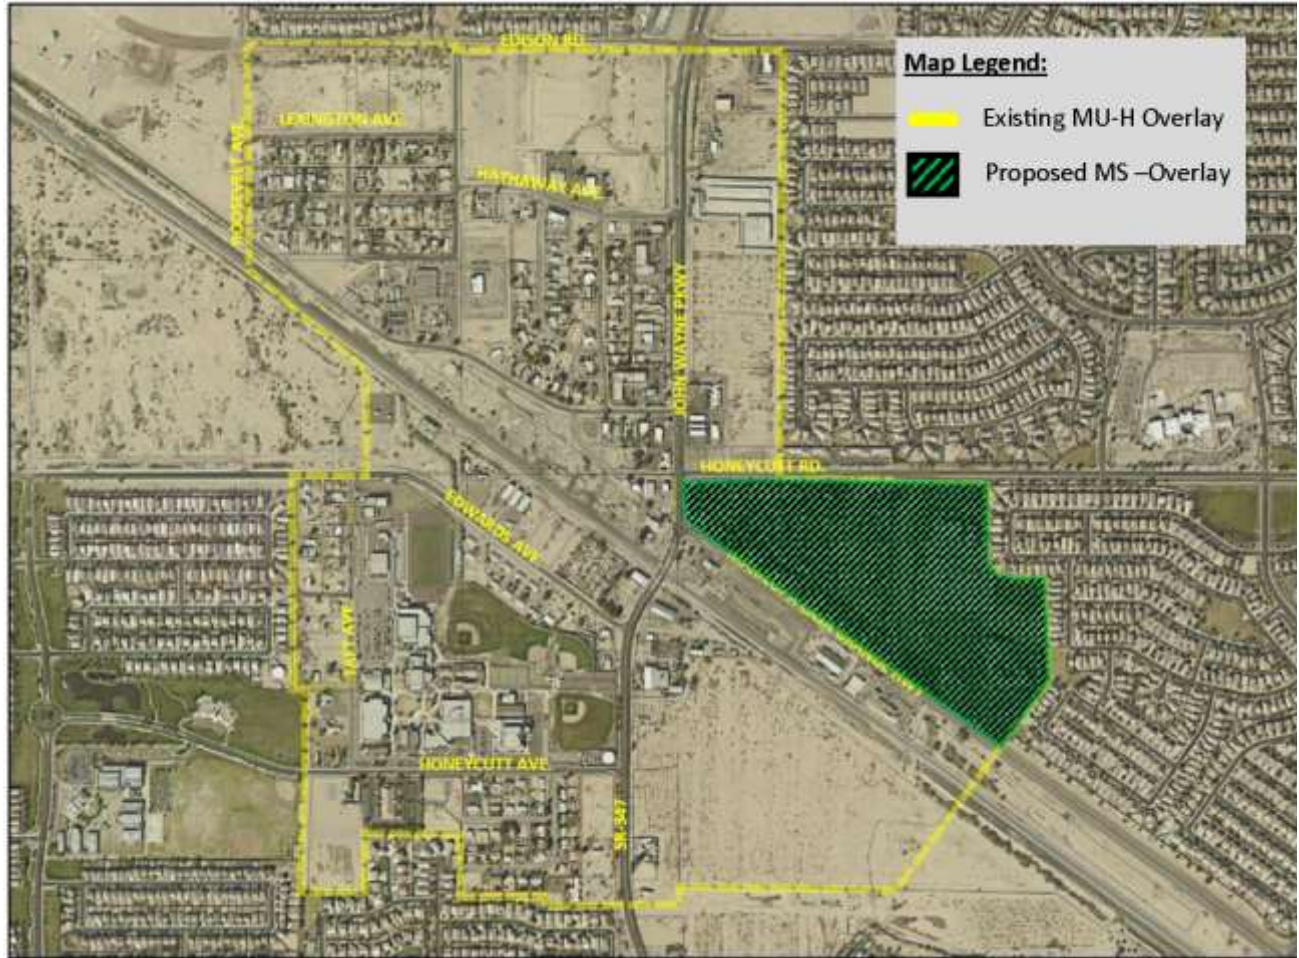 EDISON RD.
Map Legend:
Existing MU-H Overlay
Proposed MS –Overlay
LEXINGTON AVE
ROOSEVELT AVE
HATHAWAY AVE
JOHN WAYNE PKWY
HONEYCUTT RD.
EDWARDS AVE
TAFT AVE
HONEYCUTT AVE
SR-347